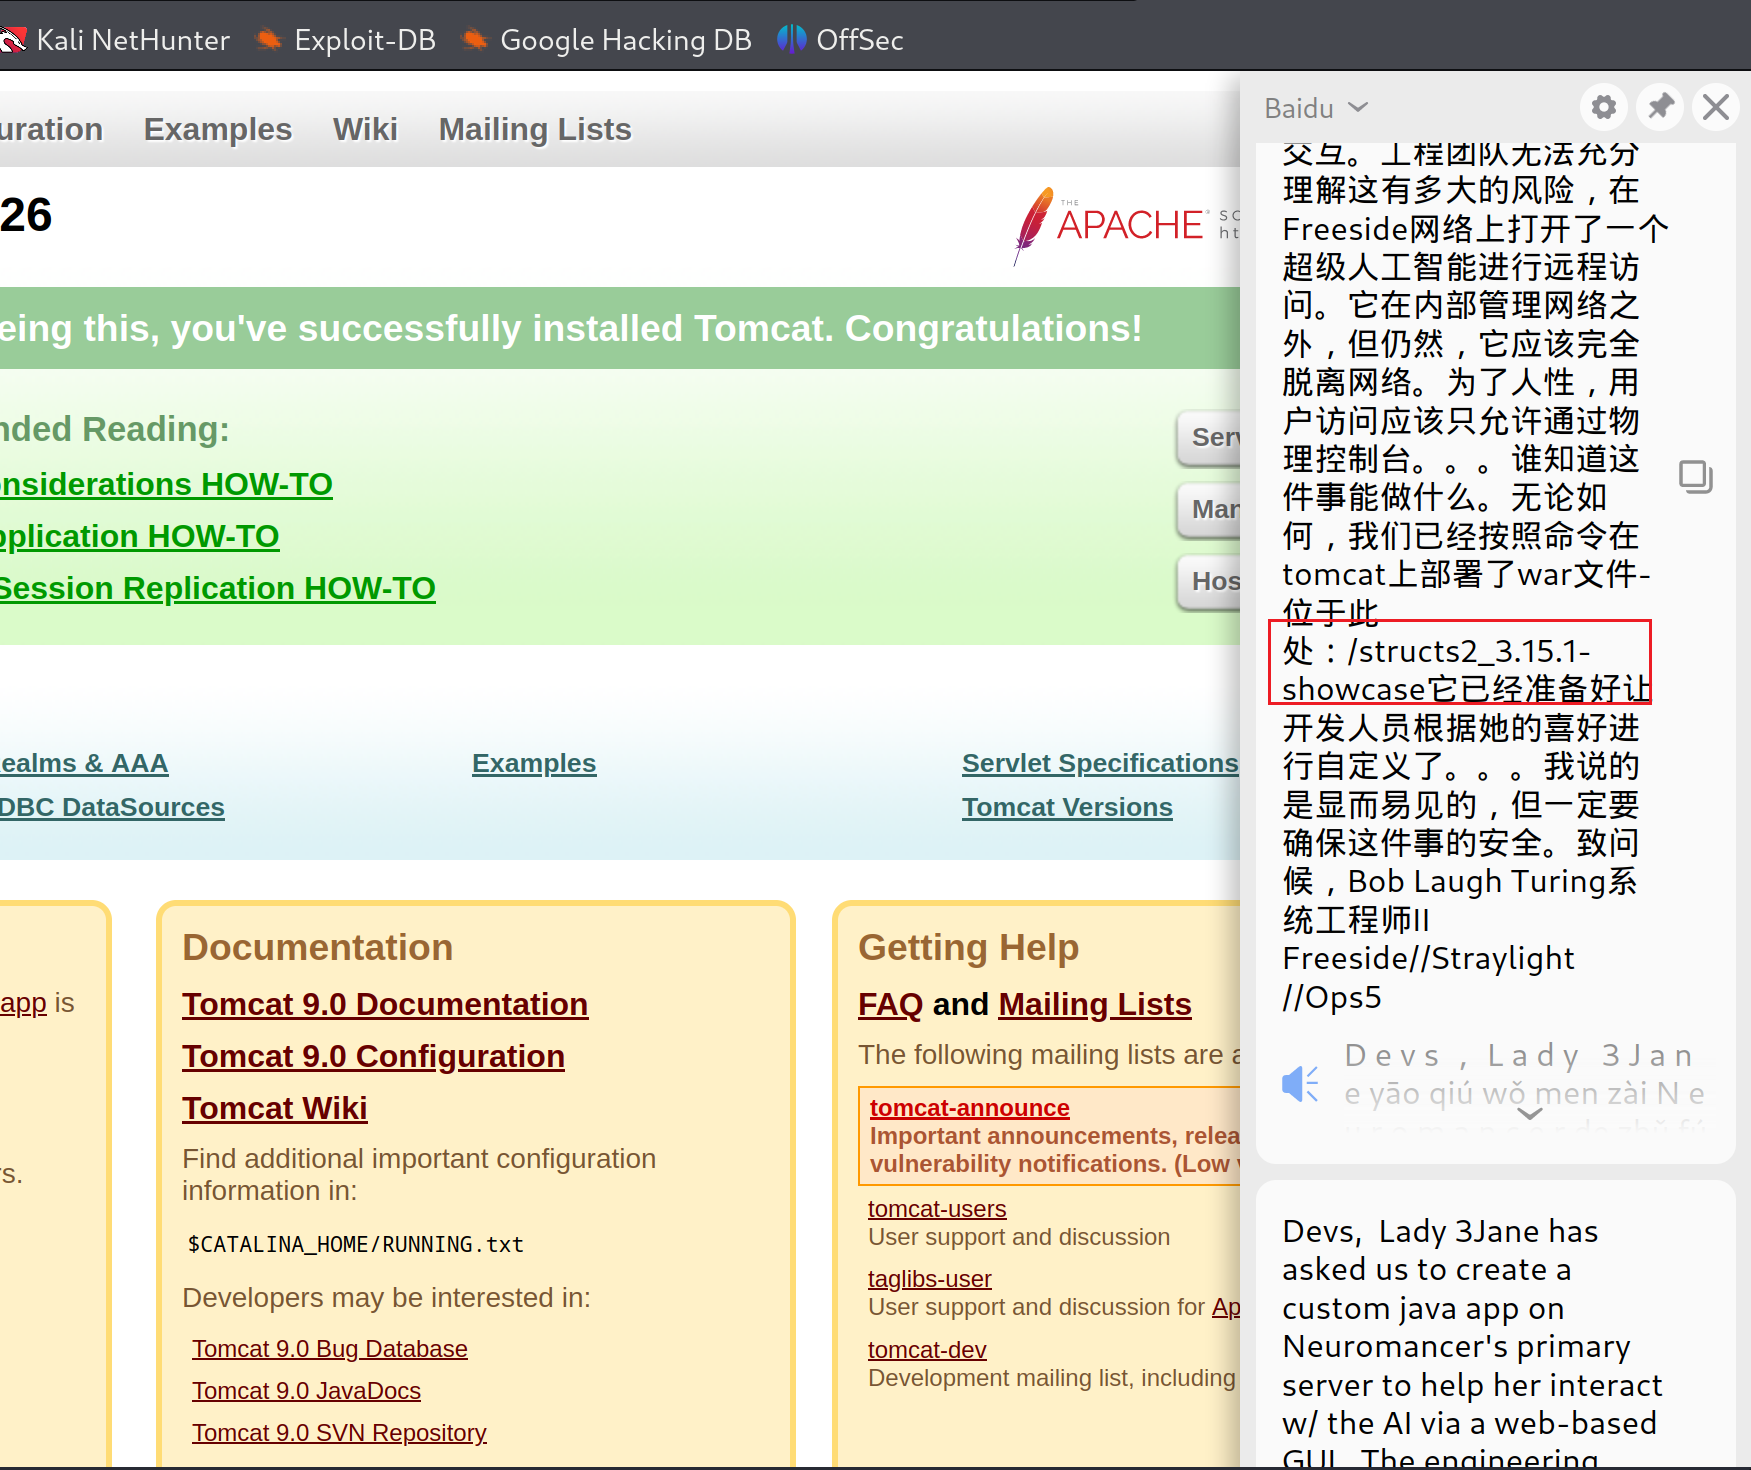 Kali NetHunter Exploit-DB Google Hacking DB OffSec
uration Examples Wiki Mailing Lists
26
THE
APACHE®
eing this, you've successfully installed Tomcat. Congratulations!
nded Reading:
nsiderations HOW-TO
pplication HOW-TO
Session Replication HOW-TO
Serv
Man
Hos
ealms & AAA
DBC DataSources
Examples
Servlet Specifications
Tomcat Versions
app is
rs.
Documentation
Tomcat 9.0 Documentation
Tomcat 9.0 Configuration
Tomcat Wiki
Find additional important configuration
information in:
$CATALINA_HOME/RUNNING.txt
Developers may be interested in:
Tomcat 9.0 Bug Database
Tomcat 9.0 JavaDocs
Tomcat 9.0 SVN Repository
Getting Help
FAQ and Mailing Lists
The following mailing lists are a
tomcat-announce
Important announcements, relea
vulnerability notifications. (Low v
tomcat-users
User support and discussion
taglibs-user
User support and discussion for Ap
tomcat-dev
Development mailing list, including
Baidu
交互。工程团队无法充分
理解这有多大的风险，在
Freeside网络上打开了一个
超级人工智能进行远程访
问。它在内部管理网络之
外，但仍然，它应该完全
脱离网络。为了人性，用
户访问应该只允许通过物
理控制台。。。谁知道这
件事能做什么。无论如
何，我们已经按照命令在
tomcat上部署了war文件-
位于此
处：/structs2_3.15.1-
showcase它已经准备好让
开发人员根据她的喜好进
行自定义了。。。我说的
是显而易见的，但一定要
确保这件事的安全。致问
候，Bob Laugh Turing系
统工程师II
Freeside//Straylight
//Ops5
Devs , Lady 3Jan
e yāo qiú wǒ men zài N e
Devs, Lady 3Jane has
asked us to create a
custom java app on
Neuromancer's primary
server to help her interact
w/ the AI via a web-based
GUI. The engineering